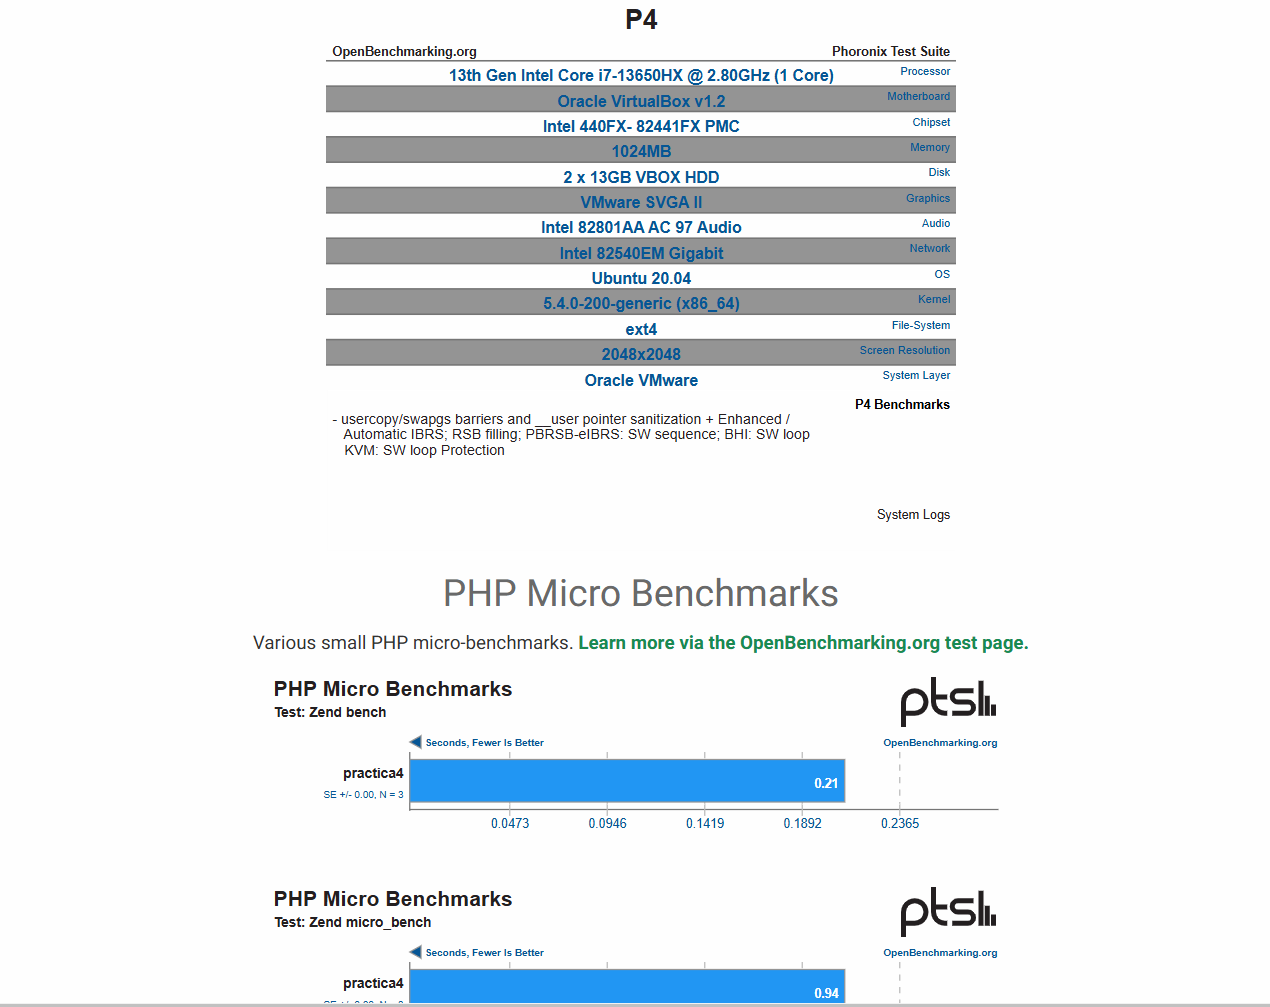 P4
OpenBenchmarking.org Phoronix Test Suite
13th Gen Intel Core i7-13650HX @ 2.80GHz (1 Core) Processor
Oracle VirtualBox v1.2 Motherboard
Intel 440FX- 82441FX PMC Chipset
1024MB Memory
2 x 13GB VBOX HDD Disk
VMware SVGA II Graphics
Intel 82801AA AC 97 Audio Audio
Intel 82540EM Gigabit Network
Ubuntu 20.04 OS
5.4.0-200-generic (x86_64) Kernel
ext4 File-System
2048x2048 Screen Resolution
Oracle VMware System Layer
P4 Benchmarks
- usercopy/swapgs barriers and __user pointer sanitization + Enhanced /
Automatic IBRS; RSB filling; PBRSB-eIBRS: SW sequence; BHI: SW loop
KVM: SW loop Protection
System Logs
PHP Micro Benchmarks
Various small PHP micro-benchmarks. Learn more via the OpenBenchmarking.org test page.
PHP Micro Benchmarks
Test: Zend bench
ptsl
Seconds, Fewer Is Better OpenBenchmarking.org
practica4
0.21
SE +/- 0.00, N = 3
0.0473 0.0946 0.1419 0.1892 0.2365
PHP Micro Benchmarks
Test: Zend micro_bench
ptsl
Seconds, Fewer Is Better OpenBenchmarking.org
practica4
0.94